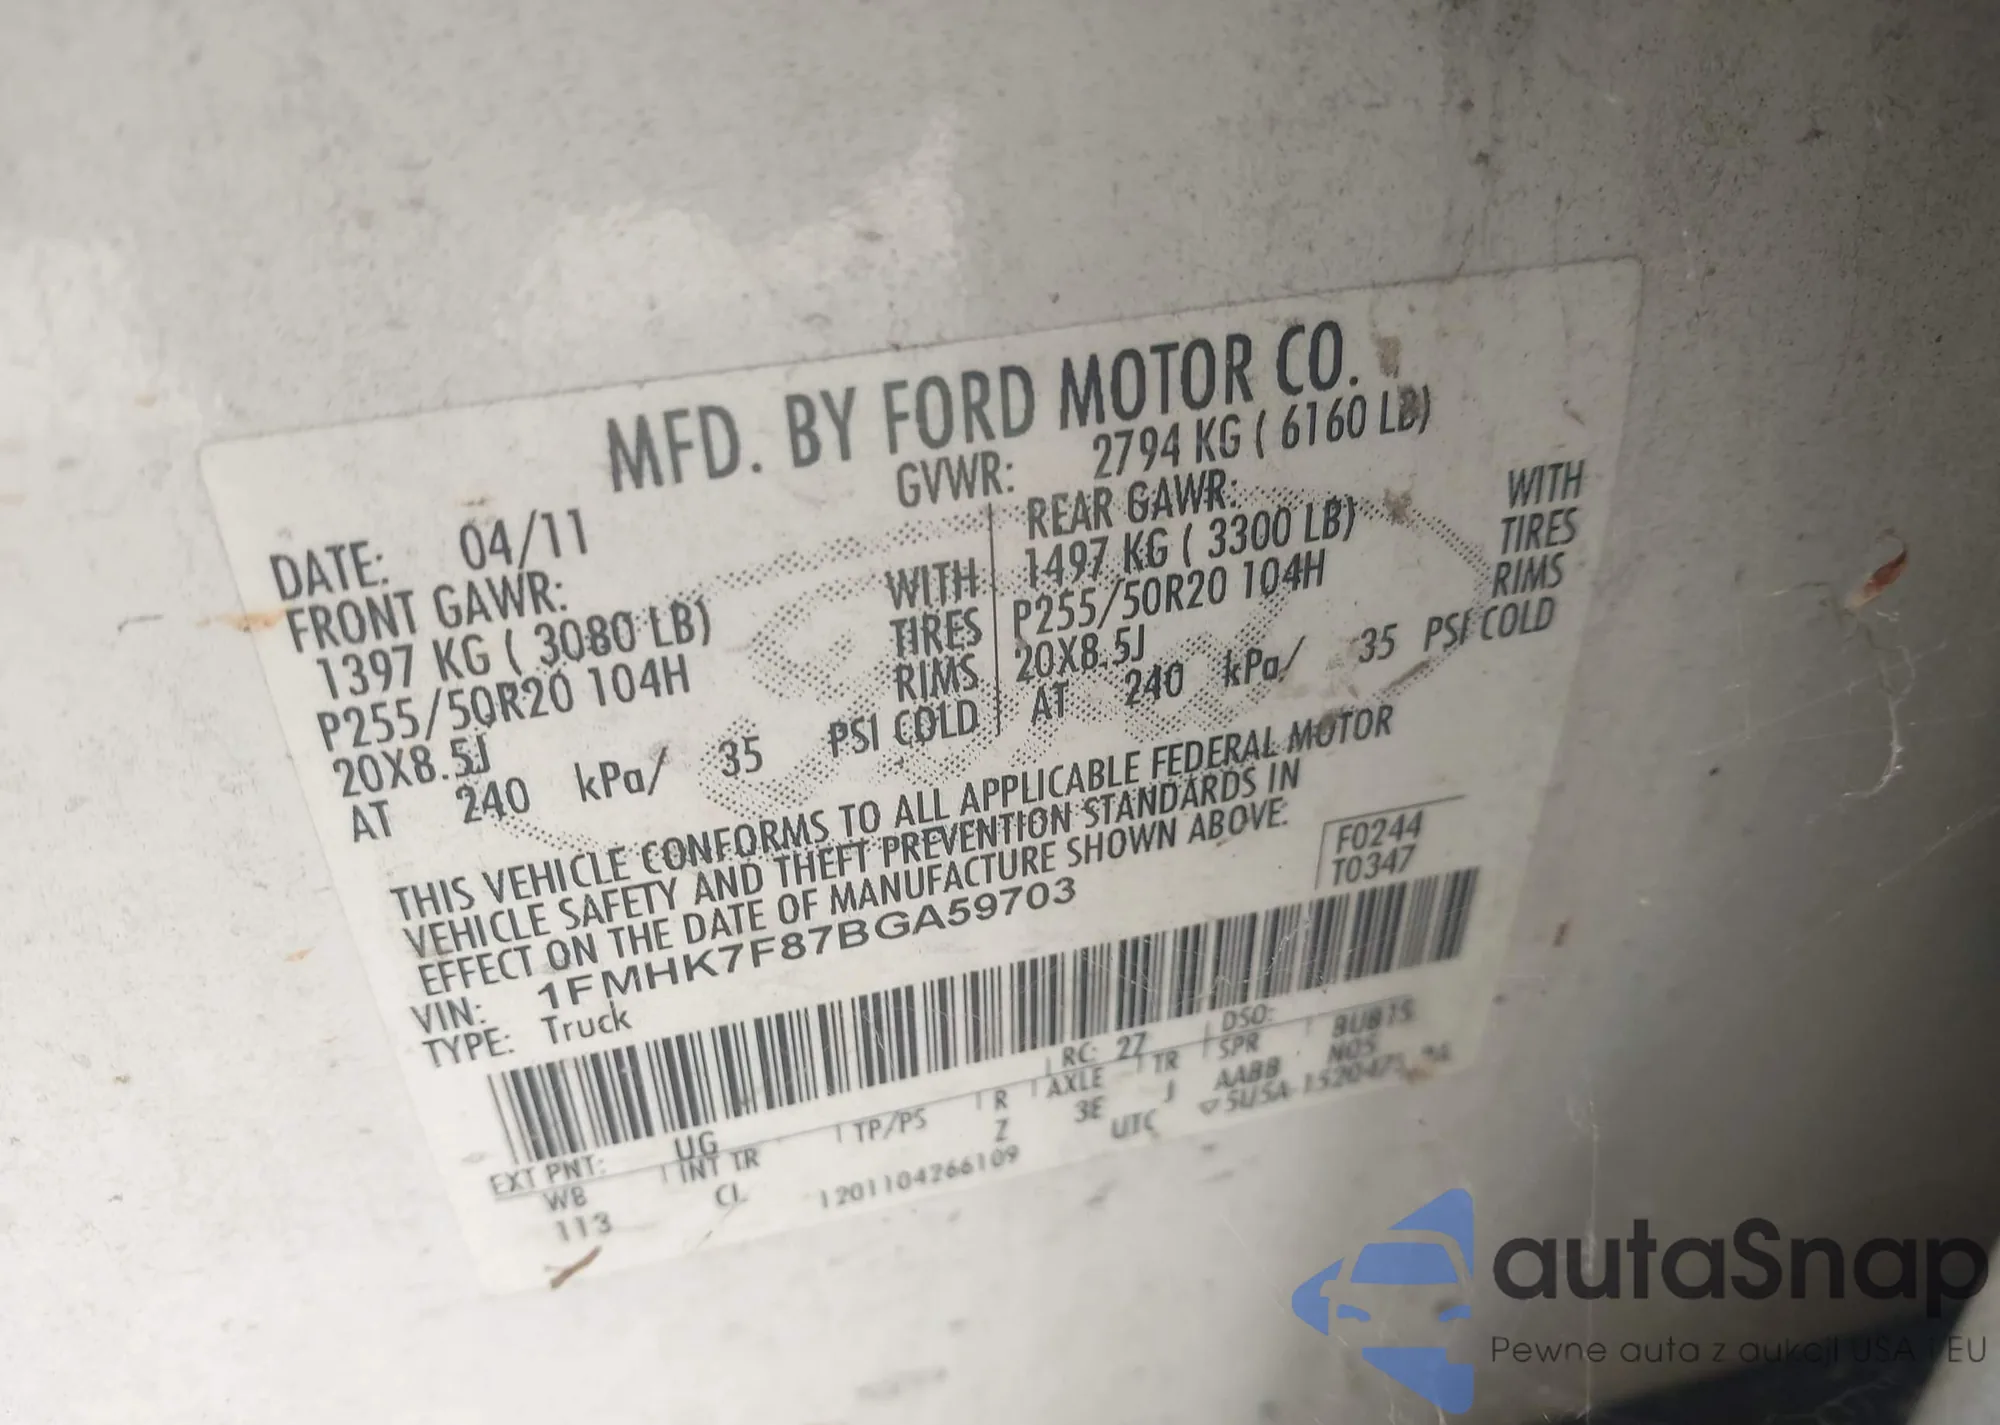 MFD. BY FORD MOTOR CO.
DATE: 04/11
GVWR: 2794 KG ( 6160 LB)
FRONT GAWR:
1397 KG ( 3080 LB)
WITH
P255/50R20 104H
TIRES
20X8.5J
RIMS
AT 240 kPa/ 35 PSI COLD
REAR GAWR:
1497 KG ( 3300 LB)
WITH
P255/50R20 104H
TIRES
20X8.5J
RIMS
AT 240 kPa/ 35 PSI COLD
THIS VEHICLE CONFORMS TO ALL APPLICABLE FEDERAL MOTOR
VEHICLE SAFETY AND THEFT PREVENTION STANDARDS IN
EFFECT ON THE DATE OF MANUFACTURE SHOWN ABOVE.
VIN: 1FMHK7F87BGA59703
TYPE: Truck
F0244
T0347
EXT PNT: UG
RC: 27
DSO:
WB
INT TR
TP/PS
R
AXLE
TR
SPR
BUB15
113
CL
Z
3E
J
AABB
NOS
1201104266109
UTC
autaSnap
Pewne auta z aukcji USA i EU